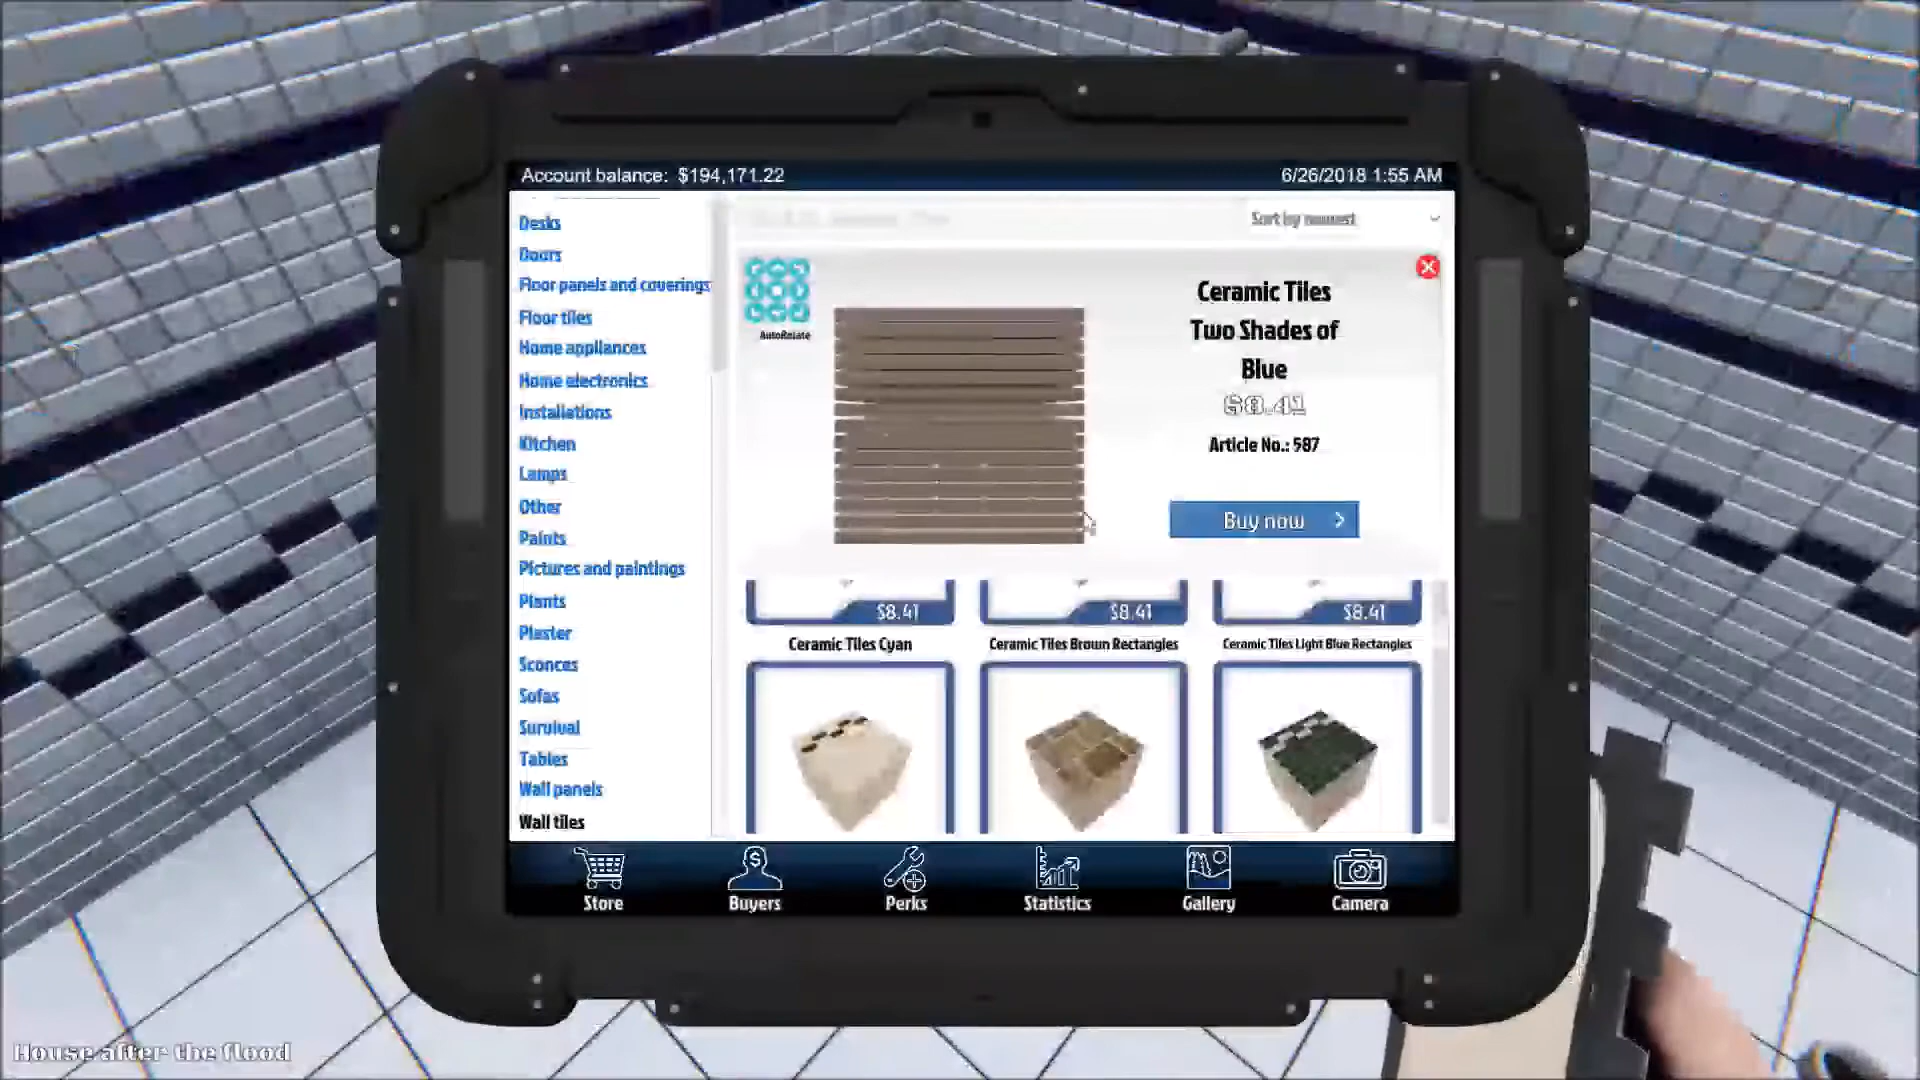 Account balance: $194,171.22
6/26/2018 1:55 AM
Sort by newest
Desks
Doors
Floor panels and coverings
Floor tiles
Home appliances
Home electronics
Installations
Kitchen
Lamps
Other
Paints
Pictures and paintings
Plants
Plaster
Sconces
Sofas
Survival
Tables
Wall panels
Wall tiles
AutoRotate
Ceramic Tiles
Two Shades of
Blue
$8.41
Article No.: 587
Buy now
$8.41
$8.41
$8.41
Ceramic Tiles Cyan
Ceramic Tiles Brown Rectangles
Ceramic Tiles Light Blue Rectangles
Store
Buyers
Perks
Statistics
Gallery
Camera
House after the flood